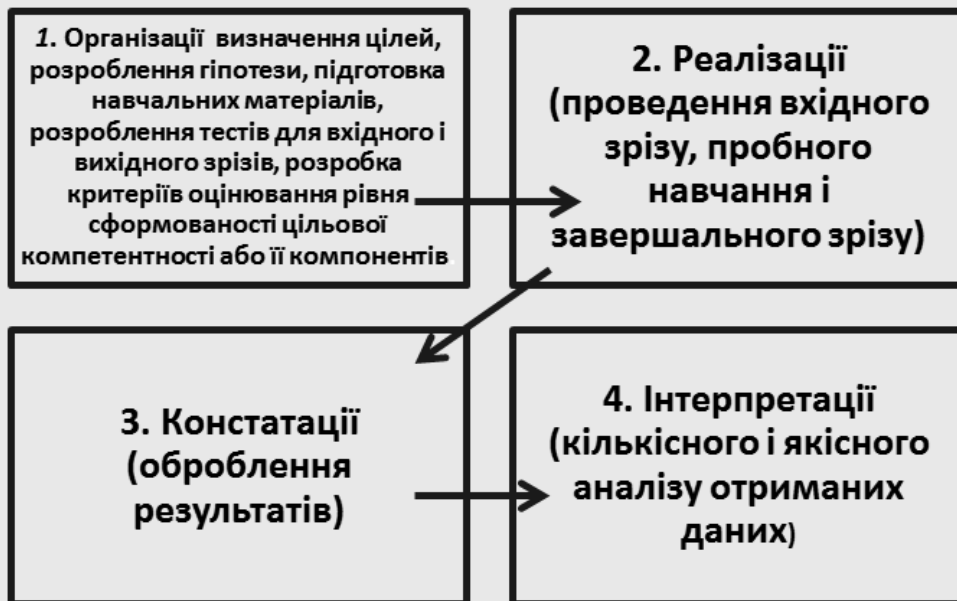 1. Організації визначення цілей,
розроблення гіпотези, підготовка
навчальних матеріалів,
розроблення тестів для вхідного і
вихідного зрізів, розробка
критеріїв оцінювання рівня
сформованості цільової
компетентності або її компонентів.
2. Реалізації
(проведення вхідного
зрізу, пробного
навчання і
завершального зрізу)
3. Констатації
(оброблення
результатів)
4. Інтерпретації
(кількісного і якісного
аналізу отриманих
даних)